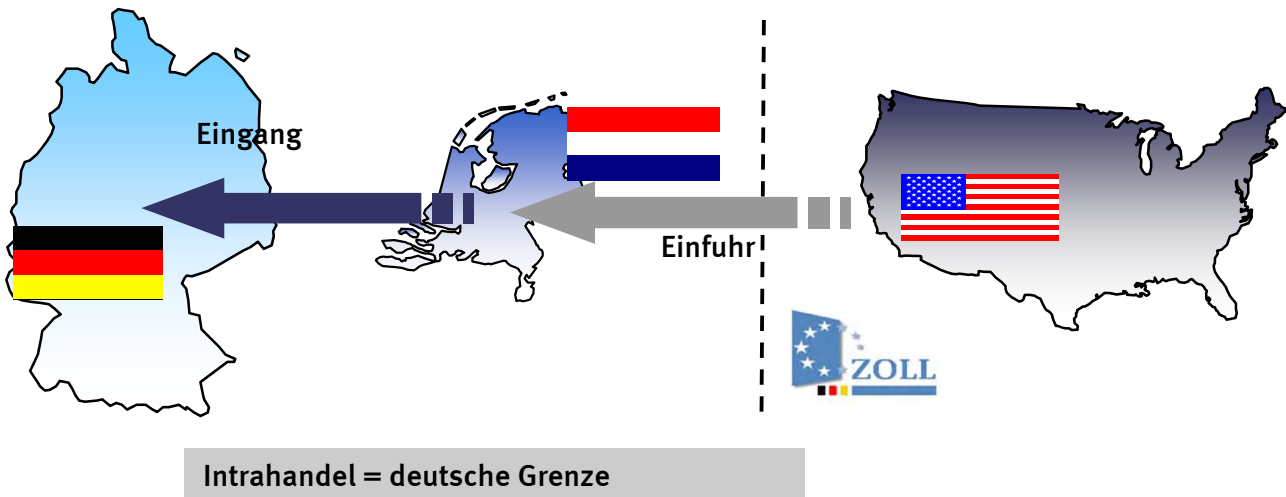 Eingang
Einfuhr
ZOLL
Intrahandel = deutsche Grenze